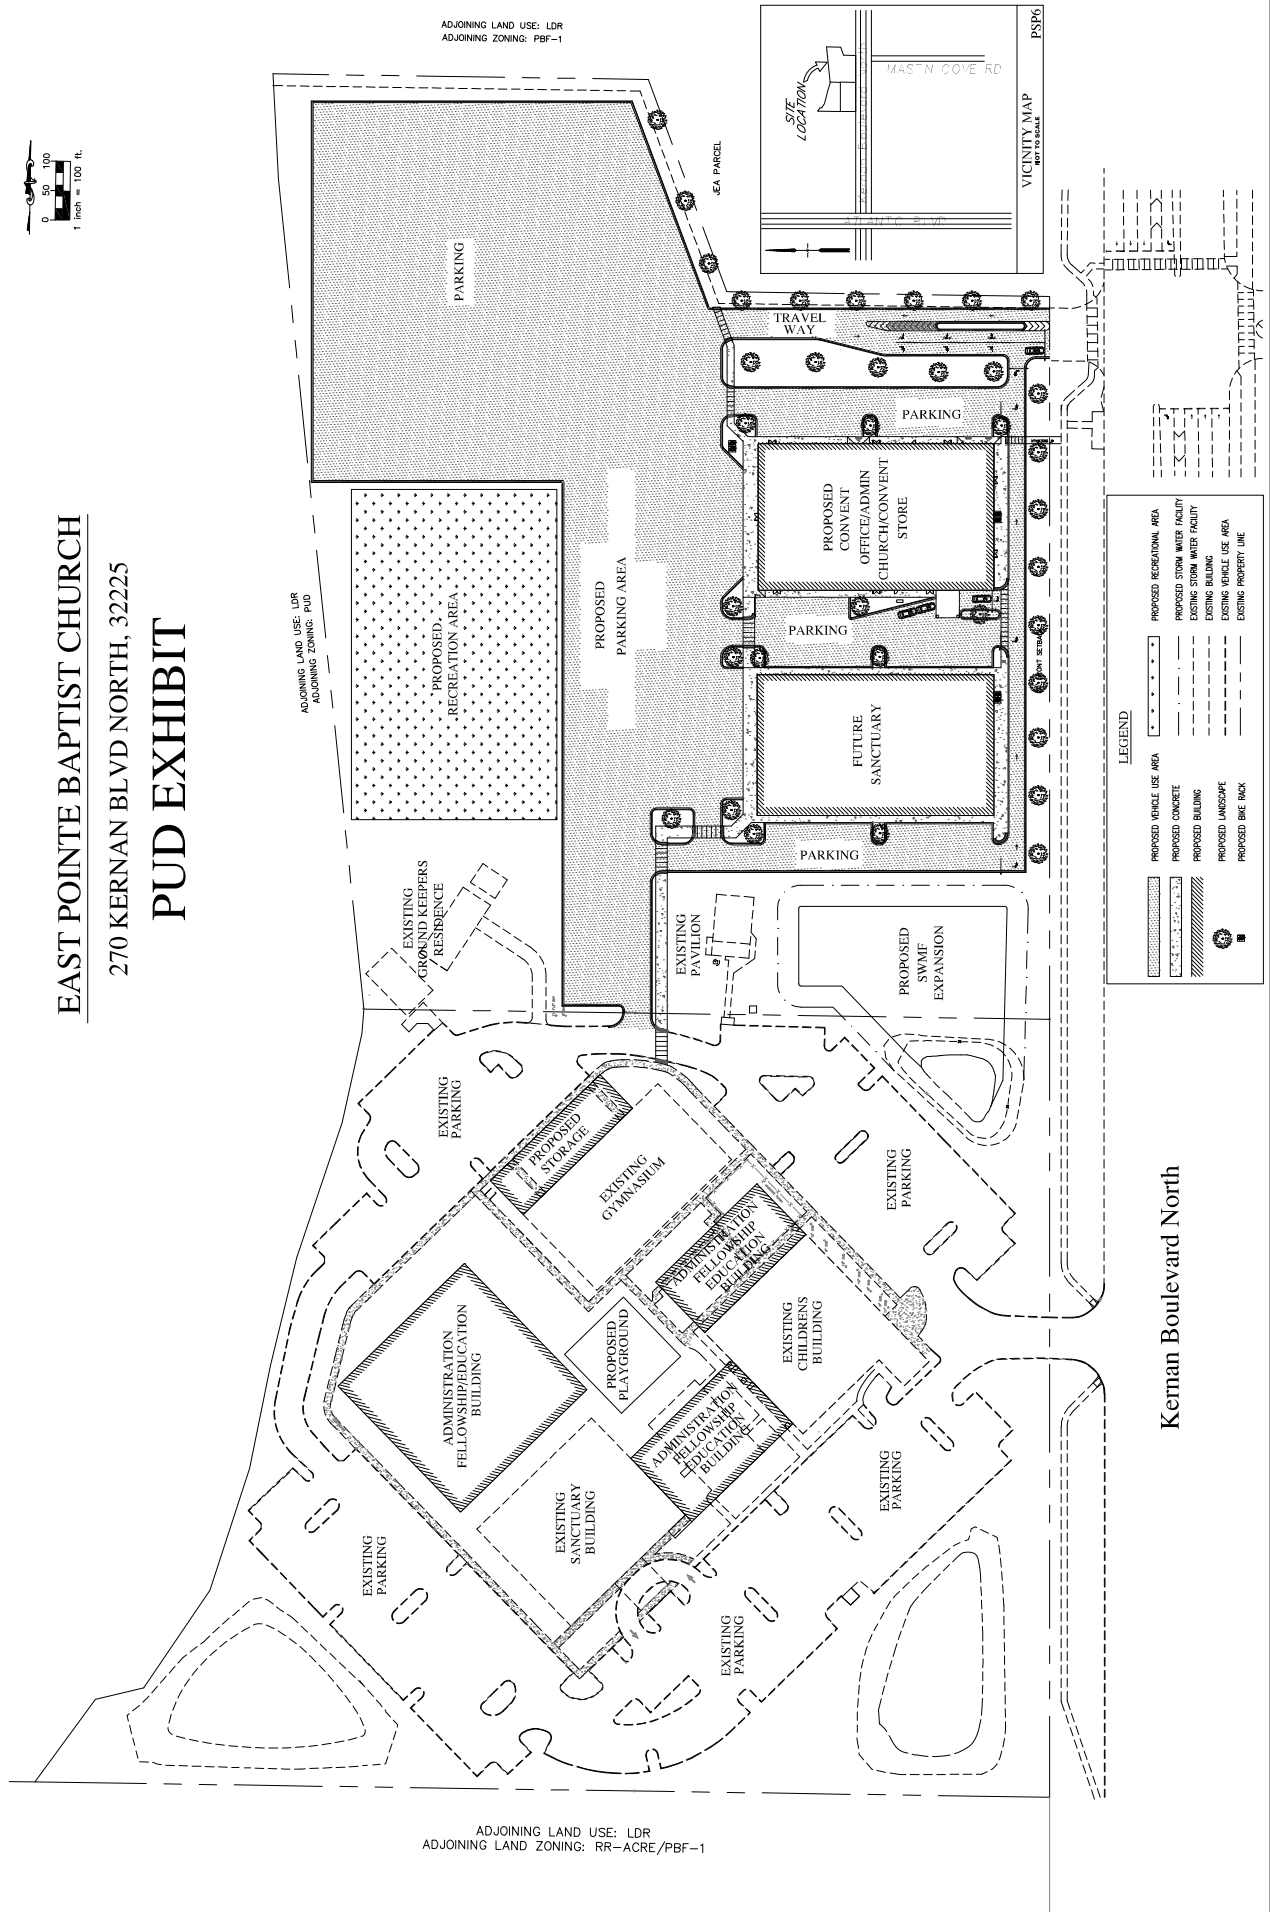 EAST POINTE BAPTIST CHURCH
270 KERNAN BLVD NORTH, 32225
PUD EXHIBIT
0 50 100
1 inch = 100 ft.
ADJOINING LAND USE: LDR
ADJOINING ZONING: PBF-1
ADJOINING LAND USE: LDR
ADJOINING ZONING: PUD
JEA PARCEL
SITE
LOCATION
MASTN COVE RD
ATLANTIC BLVD
VICINITY MAP
NOT TO SCALE
PSP6
PARKING
TRAVEL
WAY
PARKING
PROPOSED
CONVENT
OFFICE/ADMIN
CHURCH/CONVENT
STORE
PROPOSED
RECREATION AREA
PROPOSED
PARKING AREA
PARKING
FUTURE
SANCTUARY
PARKING
EXISTING
GROUND KEEPERS
RESIDENCE
EXISTING
PAVILION
PROPOSED
SWMF
EXPANSION
EXISTING
PARKING
PROPOSED
STORAGE
EXISTING
GYMNASIUM
EXISTING
PARKING
ADMINISTRATION
FELLOWSHIP
EDUCATION
BUILDING
ADMINISTRATION
FELLOWSHIP/EDUCATION
BUILDING
PROPOSED
PLAYGROUND
EXISTING
CHILDRENS
BUILDING
ADMINISTRATION
FELLOWSHIP
EDUCATION
BUILDING
EXISTING
SANCTUARY
BUILDING
EXISTING
PARKING
EXISTING
PARKING
EXISTING
PARKING
Kernan Boulevard North
LEGEND
PROPOSED VEHICLE USE AREA
PROPOSED CONCRETE
PROPOSED BUILDING
PROPOSED LANDSCAPE
PROPOSED BIKE RACK
PROPOSED RECREATIONAL AREA
PROPOSED STORM WATER FACILITY
EXISTING STORM WATER FACILITY
EXISTING BUILDING
EXISTING VEHICLE USE AREA
EXISTING PROPERTY LINE
ADJOINING LAND USE: LDR
ADJOINING LAND ZONING: RR-ACRE/PBF-1